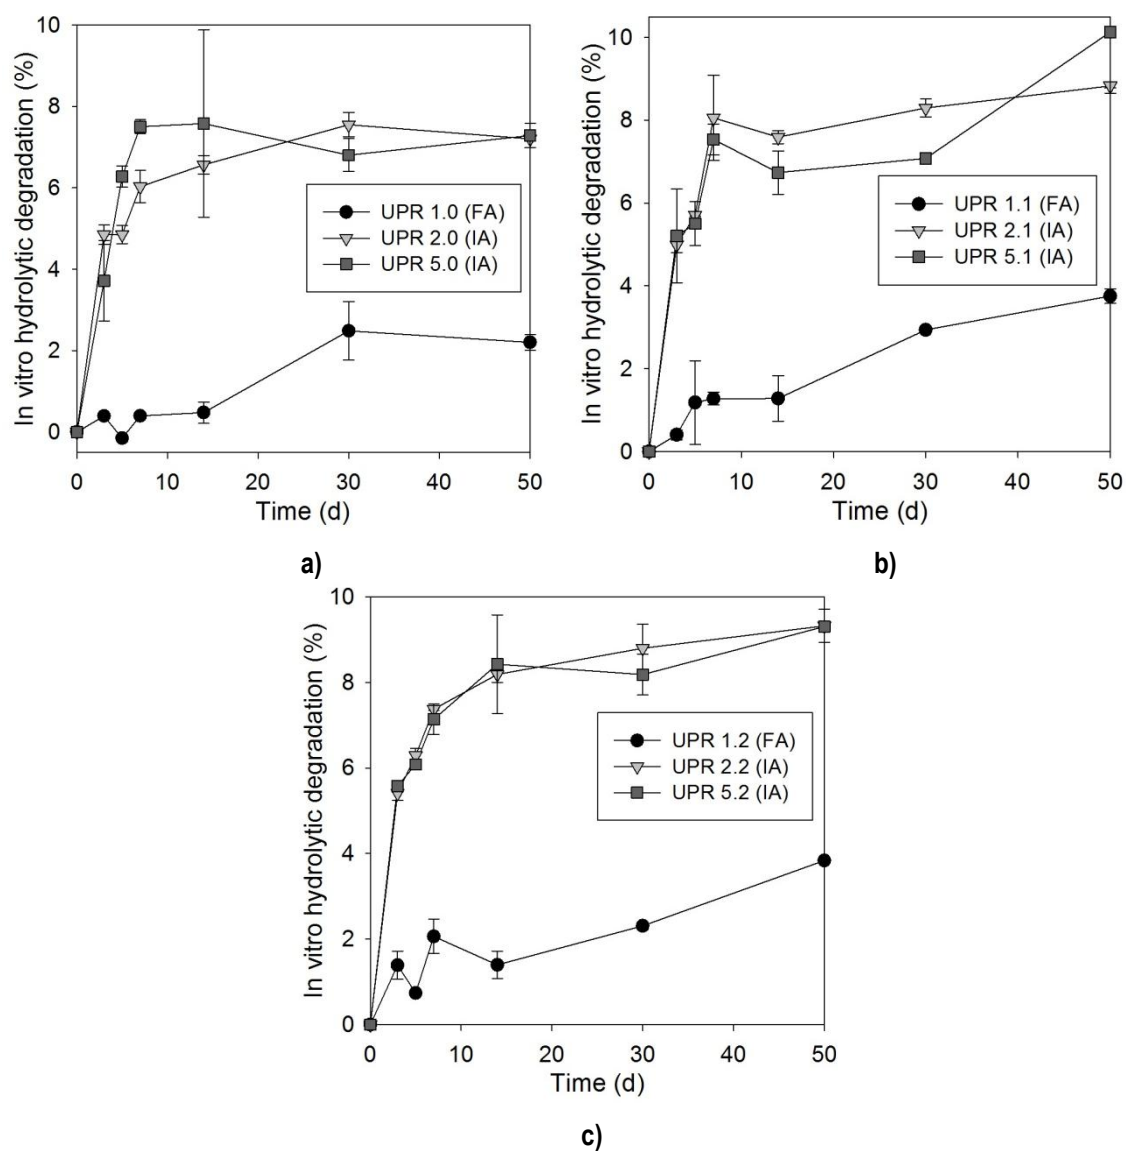 In vitro hydrolytic degradation (%)
10
8
6
4
2
0
UPR 1.0 (FA)
UPR 2.0 (IA)
UPR 5.0 (IA)
0 10 20 30 40 50
Time (d)
a)
In vitro hydrolytic degradation (%)
10
8
6
4
2
0
UPR 1.1 (FA)
UPR 2.1 (IA)
UPR 5.1 (IA)
0 10 20 30 40 50
Time (d)
b)
In vitro hydrolytic degradation (%)
10
8
6
4
2
0
UPR 1.2 (FA)
UPR 2.2 (IA)
UPR 5.2 (IA)
0 10 20 30 40 50
Time (d)
c)